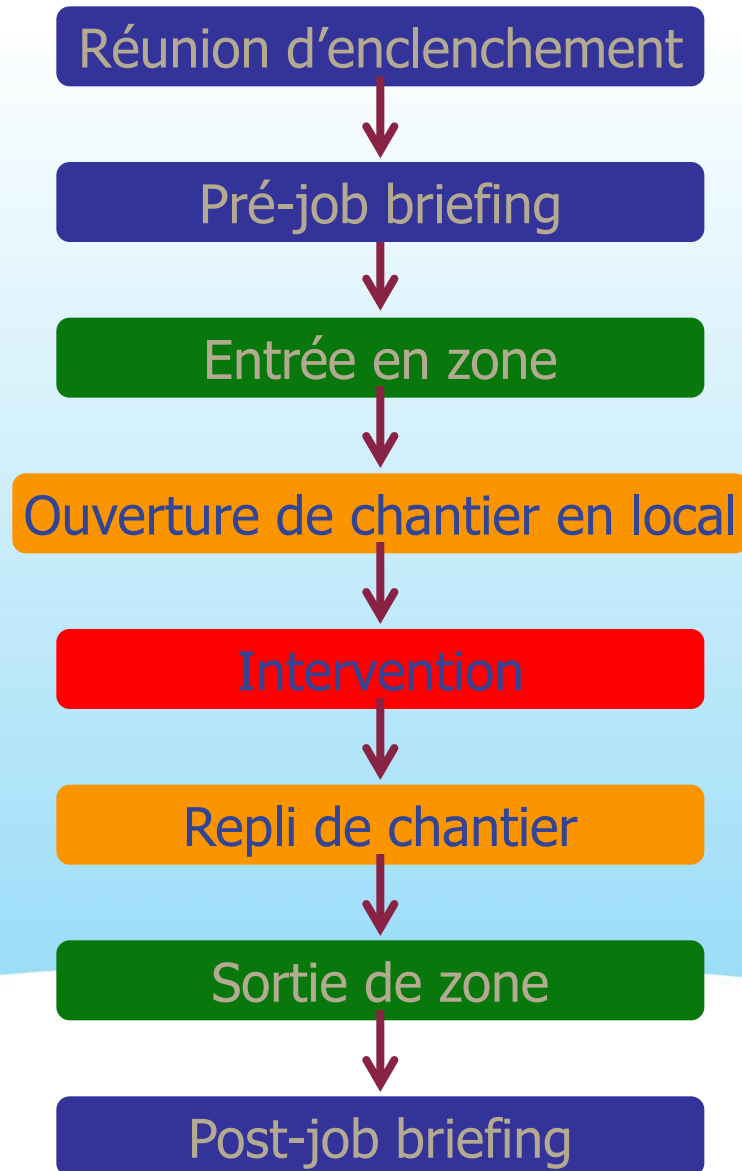 Réunion d’enclenchement
Pré-job briefing
Entrée en zone
Ouverture de chantier en local
Intervention
Repli de chantier
Sortie de zone
Post-job briefing